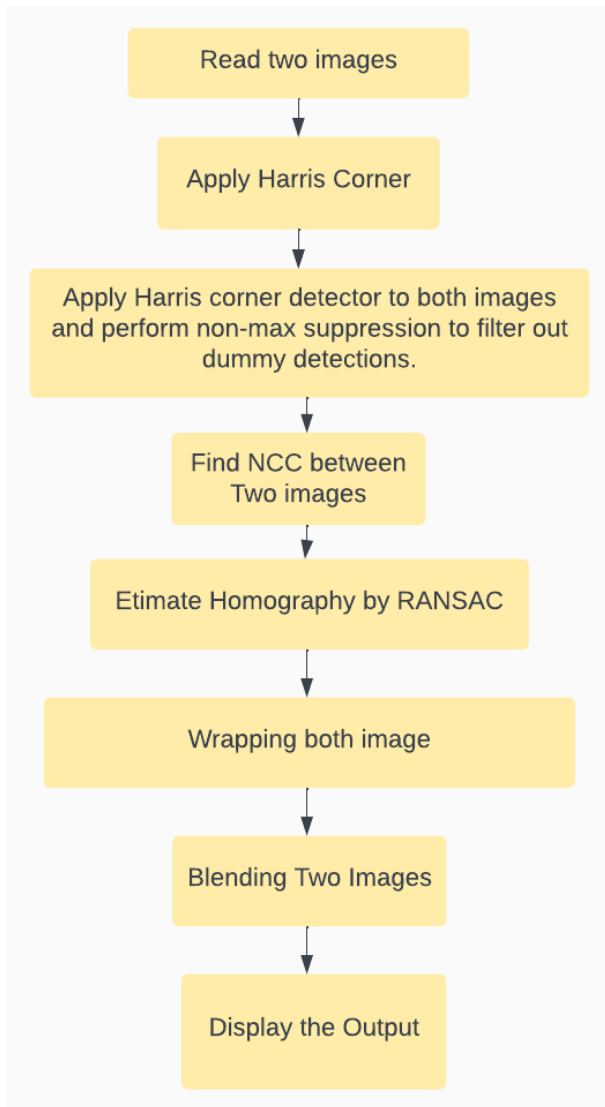 Read two images
Apply Harris Corner
Apply Harris corner detector to both images
and perform non-max suppression to filter out
dummy detections.
Find NCC between
Two images
Etimate Homography by RANSAC
Wrapping both image
Blending Two Images
Display the Output